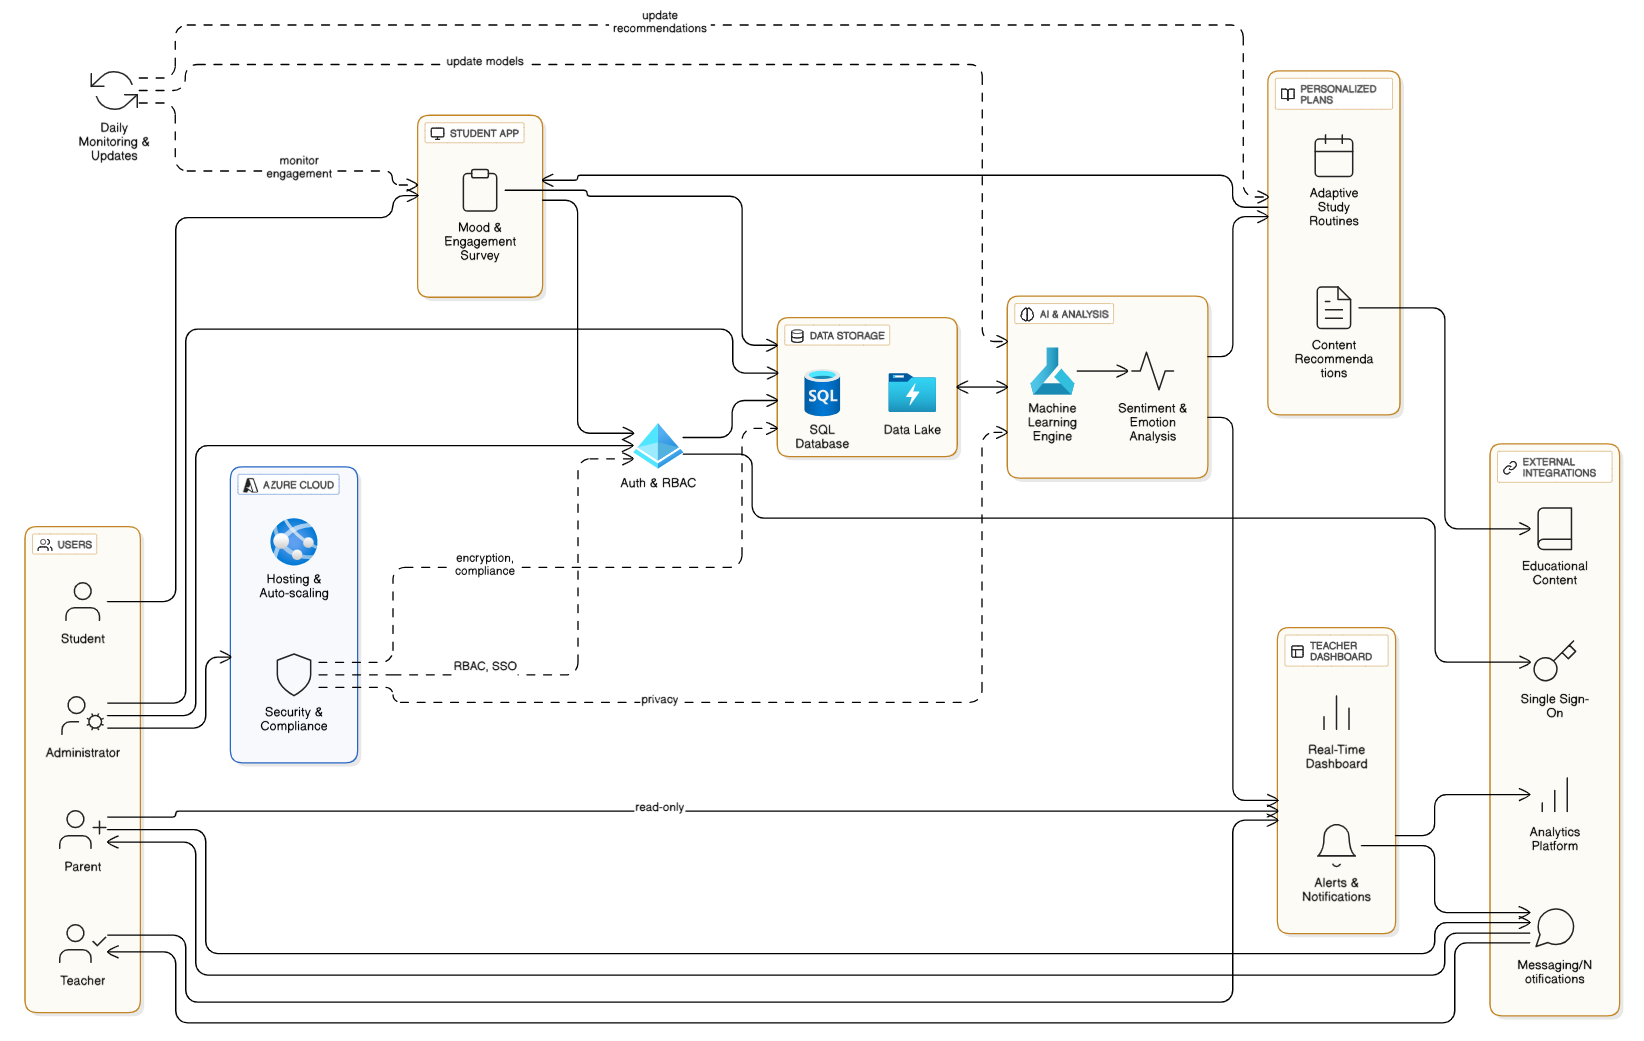 update
recommendations
update models
Daily
Monitoring &
Updates
monitor
engagement
STUDENT APP
Mood &
Engagement
Survey
PERSONALIZED
PLANS
Adaptive
Study
Routines
Content
Recommenda
tions
DATA STORAGE
SQL
SQL
Database
Data Lake
AI & ANALYSIS
Machine
Learning
Engine
Sentiment &
Emotion
Analysis
Auth & RBAC
AZURE CLOUD
Hosting &
Auto-scaling
Security &
Compliance
encryption,
compliance
RBAC, SSO
privacy
USERS
Student
Administrator
Parent
Teacher
read-only
TEACHER
DASHBOARD
Real-Time
Dashboard
Alerts &
Notifications
EXTERNAL
INTEGRATIONS
Educational
Content
Single Sign-
On
Analytics
Platform
Messaging/N
otifications